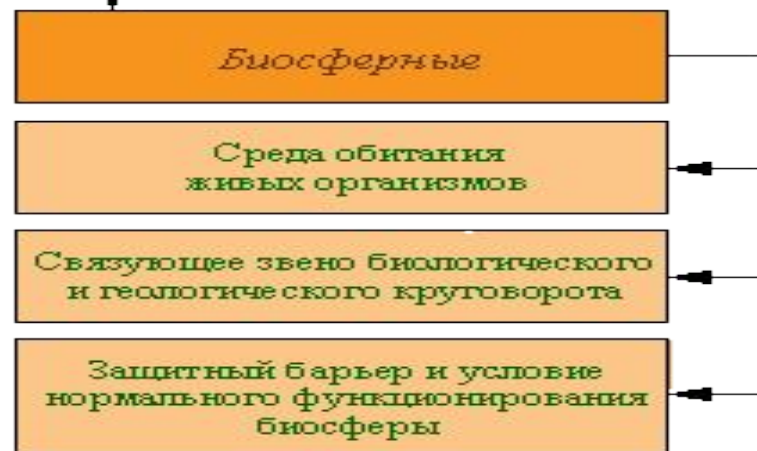 Биосферные
Среда обитания
живых организмов
Связующее звено биологического
и геологического круговорота
Защитный барьер и условие
нормального функционирования
биосферы